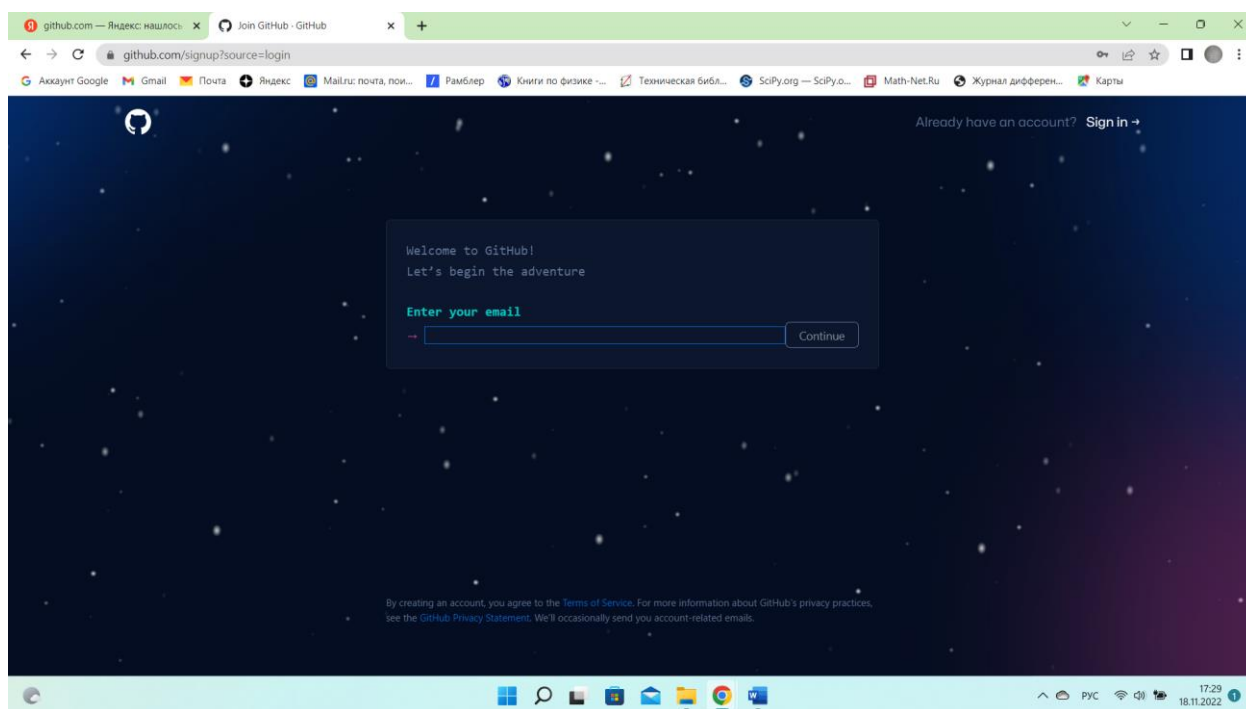 github.com — Яндекс: нашлось
Join GitHub · GitHub
github.com/signup?source=login
Аккаунт Google
Gmail
Почта
Яндекс
Mail.ru: почта, пои...
Рамблер
Книги по физике -...
Техническая библ...
SciPy.org — SciPy.o...
Math-Net.Ru
Журнал дифферен...
Карты
Already have an account? Sign in →
Welcome to GitHub!
Let's begin the adventure
Enter your email
→
Continue
By creating an account, you agree to the Terms of Service. For more information about GitHub's privacy practices,
see the GitHub Privacy Statement. We'll occasionally send you account-related emails.
РУС
17:29
18.11.2022
1